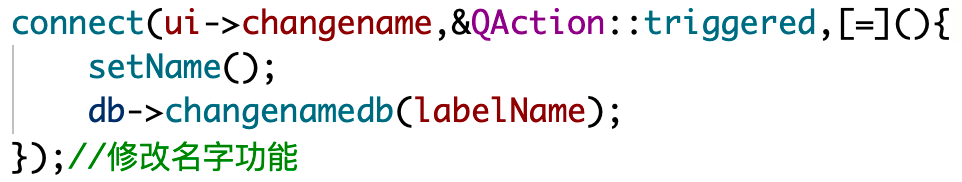 connect(ui->changename,&QAction::triggered,[=](){
    setName();
    db->changenamedb(labelName);
});//修改名字功能